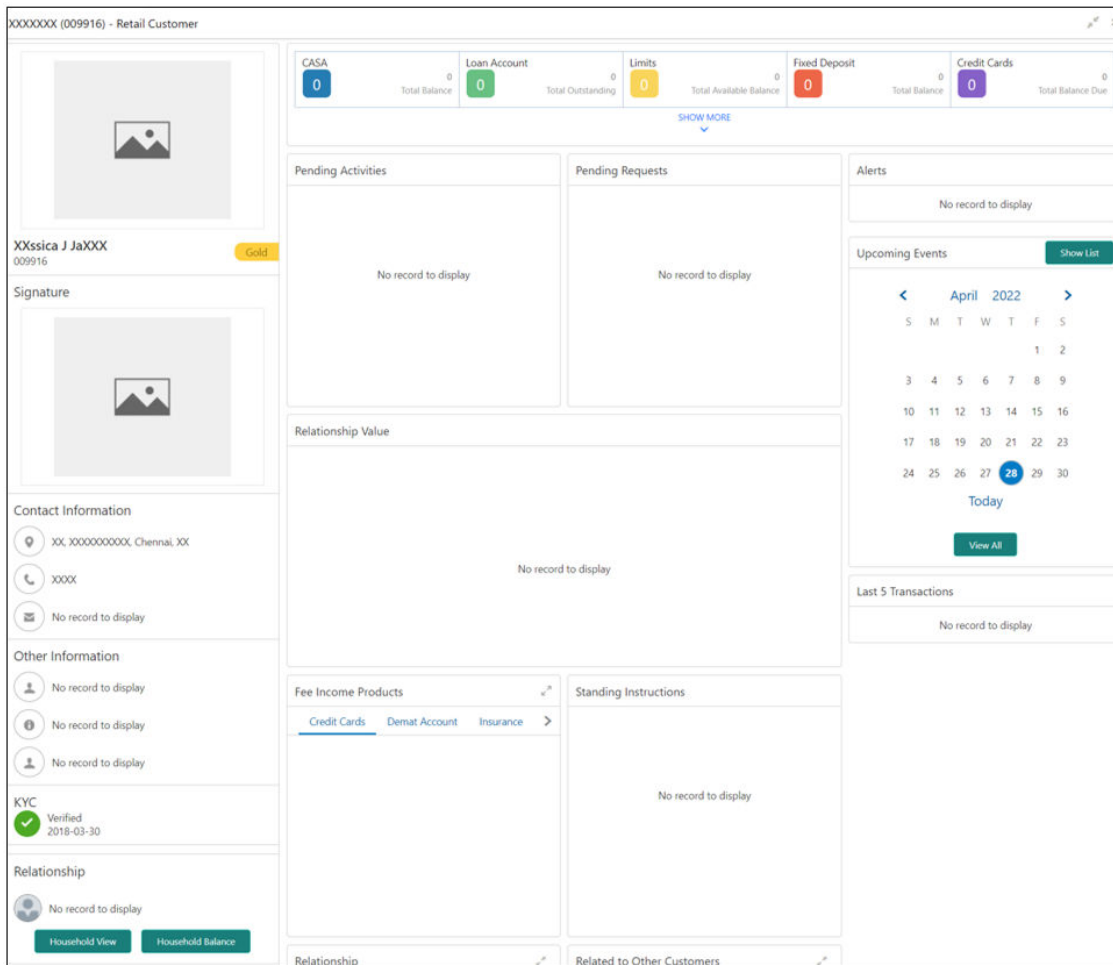 XXXXXXX (009916) - Retail Customer
XXssica J JaXXX
009916
Gold
Signature
Contact Information
XX, XXXXXXXXXX, Chennai, XX
XXXX
No record to display
Other Information
No record to display
No record to display
No record to display
KYC
Verified
2018-03-30
Relationship
No record to display
Household View Household Balance
CASA
0
0
Total Balance
Loan Account
0
0
Total Outstanding
Limits
0
0
Total Available Balance
Fixed Deposit
0
0
Total Balance
Credit Cards
0
0
Total Balance Due
SHOW MORE
Pending Activities
No record to display
Pending Requests
No record to display
Relationship Value
No record to display
Fee Income Products
Credit Cards Demat Account Insurance
Standing Instructions
No record to display
Relationship
Related to Other Customers
Alerts
No record to display
Upcoming Events
Show List
April 2022
S M T W T F S
1 2
3 4 5 6 7 8 9
10 11 12 13 14 15 16
17 18 19 20 21 22 23
24 25 26 27 28 29 30
Today
View All
Last 5 Transactions
No record to display